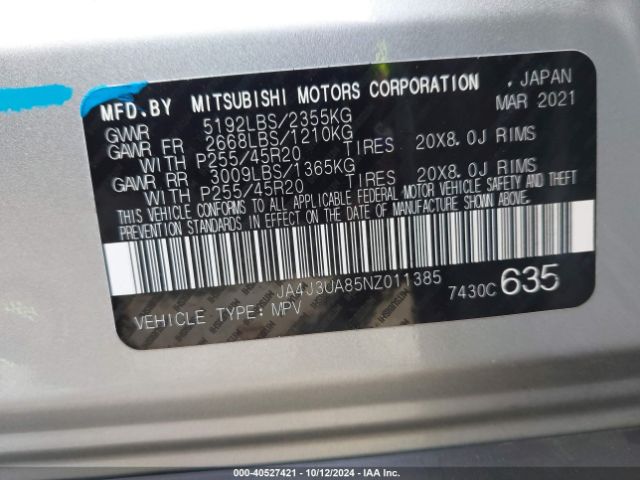 MFD.BY MITSUBISHI MOTORS CORPORATION , JAPAN
MAR 2021
GVWR 5192LBS/2355KG
GAWR FR 2668LBS/1210KG
WITH P255/45R20 TIRES 20X8.0J RIMS
GAWR RR 3009LBS/1365KG
WITH P255/45R20 TIRES 20X8.0J RIMS
THIS VEHICLE CONFORMS TO ALL APPLICABLE FEDERAL MOTOR VEHICLE SAFETY AND THEFT
PREVENTION STANDARDS IN EFFECT ON THE DATE OF MANUFACTURE SHOWN ABOVE.
JA4J3UA85NZ011385
7430C 635
VEHICLE TYPE: MPV
000-40527421 - 10/12/2024 - IAA Inc.